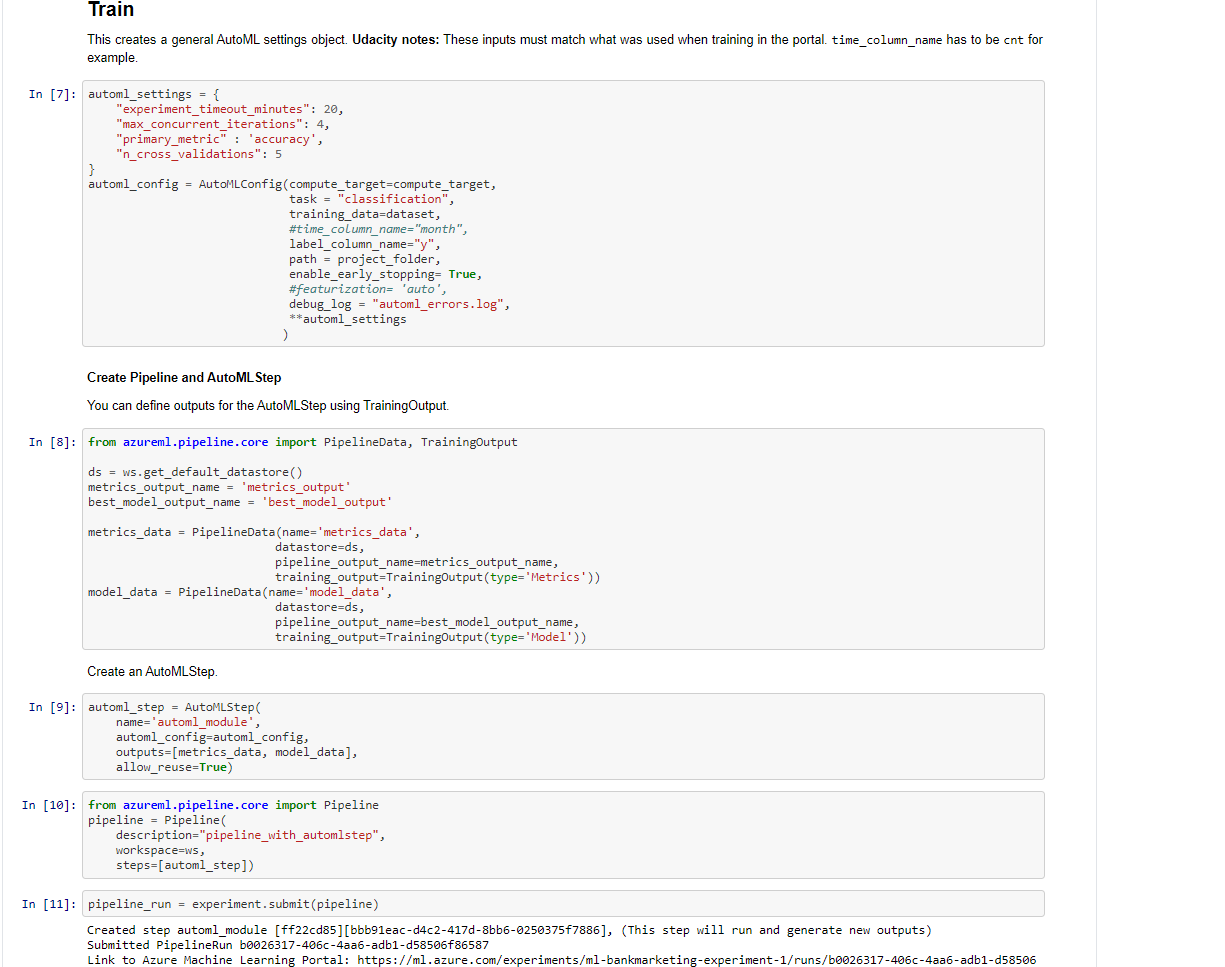 Train
This creates a general AutoML settings object. Udacity notes: These inputs must match what was used when training in the portal. time_column_name has to be cnt for
example.
In [7]: automl_settings = {
"experiment_timeout_minutes": 20,
"max_concurrent_iterations": 4,
"primary_metric" : 'accuracy',
"n_cross_validations": 5
}
automl_config = AutoMLConfig(compute_target=compute_target,
task = "classification",
training_data=dataset,
#time_column_name="month",
label_column_name="y",
path = project_folder,
enable_early_stopping= True,
#featurization= 'auto',
debug_log = "automl_errors.log",
**automl_settings
)
Create Pipeline and AutoMLStep
You can define outputs for the AutoMLStep using TrainingOutput.
In [8]: from azureml.pipeline.core import PipelineData, TrainingOutput
ds = ws.get_default_datastore()
metrics_output_name = 'metrics_output'
best_model_output_name = 'best_model_output'
metrics_data = PipelineData(name='metrics_data',
datastore=ds,
pipeline_output_name=metrics_output_name,
training_output=TrainingOutput(type='Metrics'))
model_data = PipelineData(name='model_data',
datastore=ds,
pipeline_output_name=best_model_output_name,
training_output=TrainingOutput(type='Model'))
Create an AutoMLStep.
In [9]: automl_step = AutoMLStep(
name='automl_module',
automl_config=automl_config,
outputs=[metrics_data, model_data],
allow_reuse=True)
In [10]: from azureml.pipeline.core import Pipeline
pipeline = Pipeline(
description="pipeline_with_automlstep",
workspace=ws,
steps=[automl_step])
In [11]: pipeline_run = experiment.submit(pipeline)
Created step automl_module [ff22cd85][bbb91eac-d4c2-417d-8bb6-0250375f7886], (This step will run and generate new outputs)
Submitted PipelineRun b0026317-406c-4aa6-adb1-d58506f86587
Link to Azure Machine Learning Portal: https://ml.azure.com/experiments/ml-bankmarketing-experiment-1/runs/b0026317-406c-4aa6-adb1-d58506